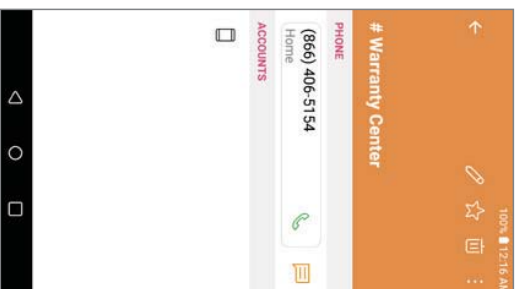 100% 12:16 AM
# Warranty Center
PHONE
(866) 406-5154
Home
ACCOUNTS